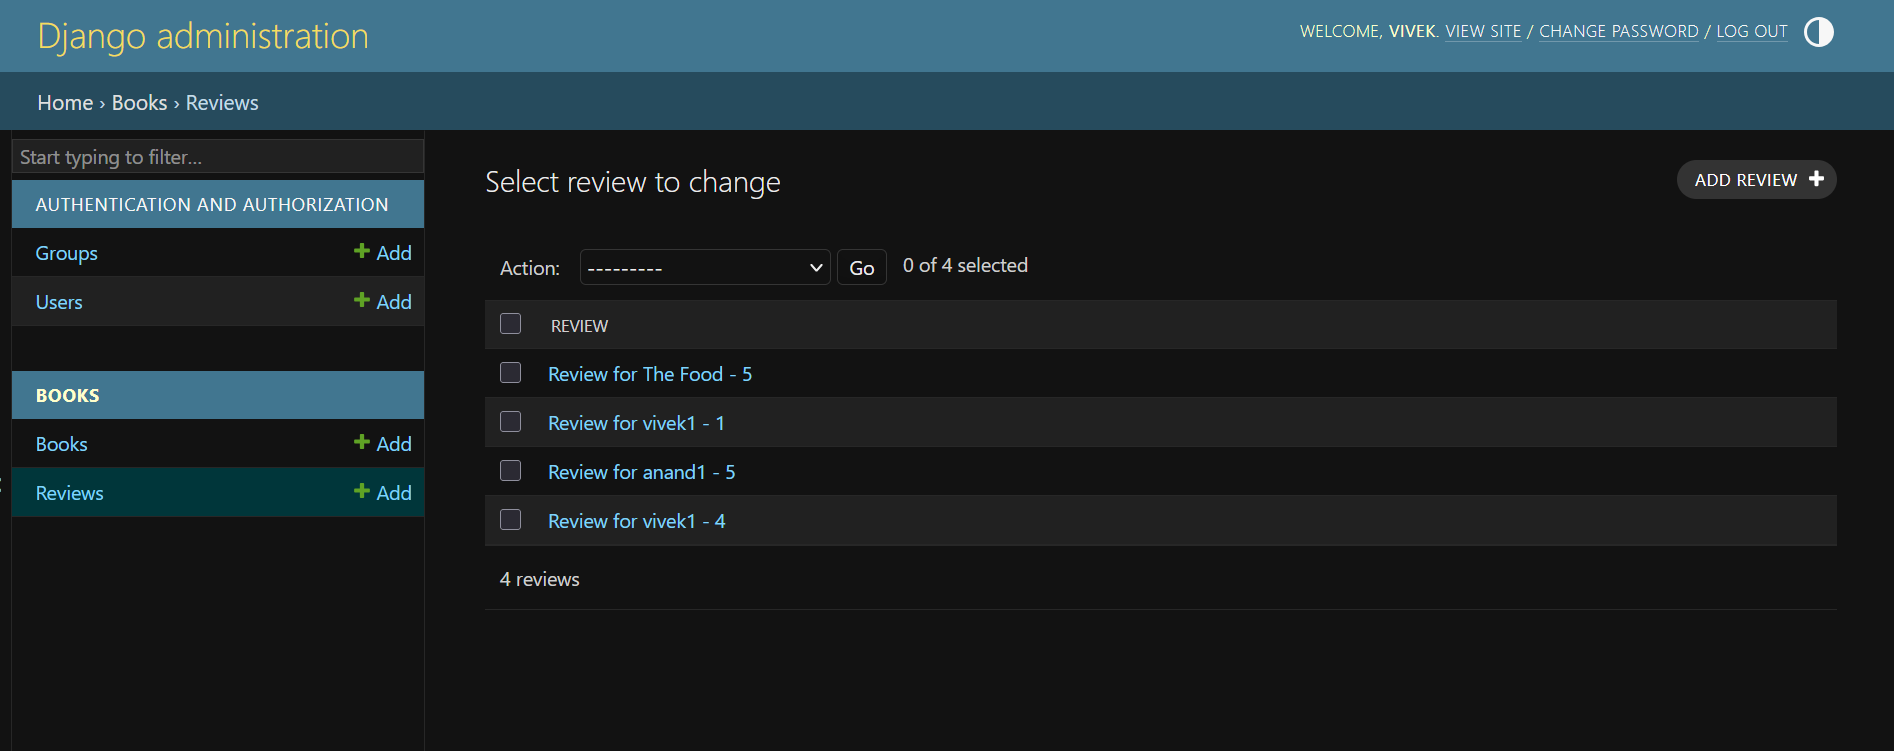 Django administration
WELCOME, VIVEK. VIEW SITE / CHANGE PASSWORD / LOG OUT
Home › Books › Reviews
Start typing to filter...
AUTHENTICATION AND AUTHORIZATION
Groups + Add
Users + Add
BOOKS
Books + Add
Reviews + Add
Select review to change
ADD REVIEW +
Action: --------- Go 0 of 4 selected
REVIEW
Review for The Food - 5
Review for vivek1 - 1
Review for anand1 - 5
Review for vivek1 - 4
4 reviews